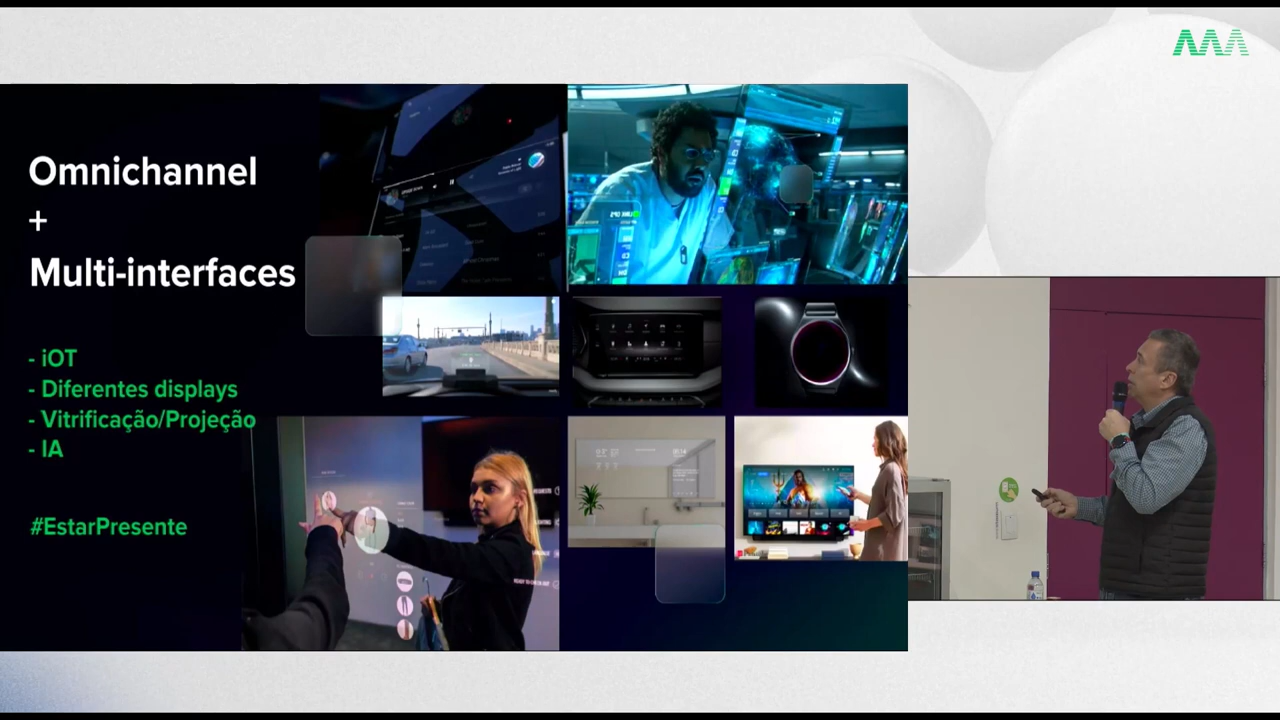 Omnichannel
+
Multi-interfaces
- iOT
- Diferentes displays
- Vitrificação/Projeção
- IA
#EstarPresente